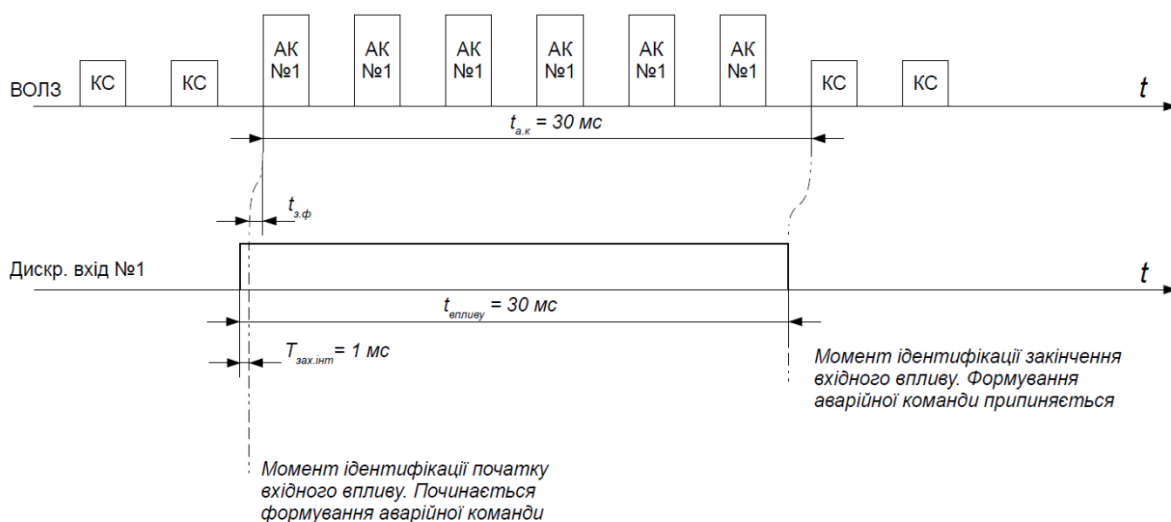 АК
№1
АК
№1
АК
№1
АК
№1
АК
№1
АК
№1
КС
КС
КС
КС
ВОЛЗ
t
tа.к = 30 мс
tз.ф
Дискр. вхід №1
t
tвпливу = 30 мс
Tзах.інт = 1 мс
Момент ідентифікації закінчення
вхідного впливу. Формування
аварійної команди припиняється
Момент ідентифікації початку
вхідного впливу. Починається
формування аварійної команди